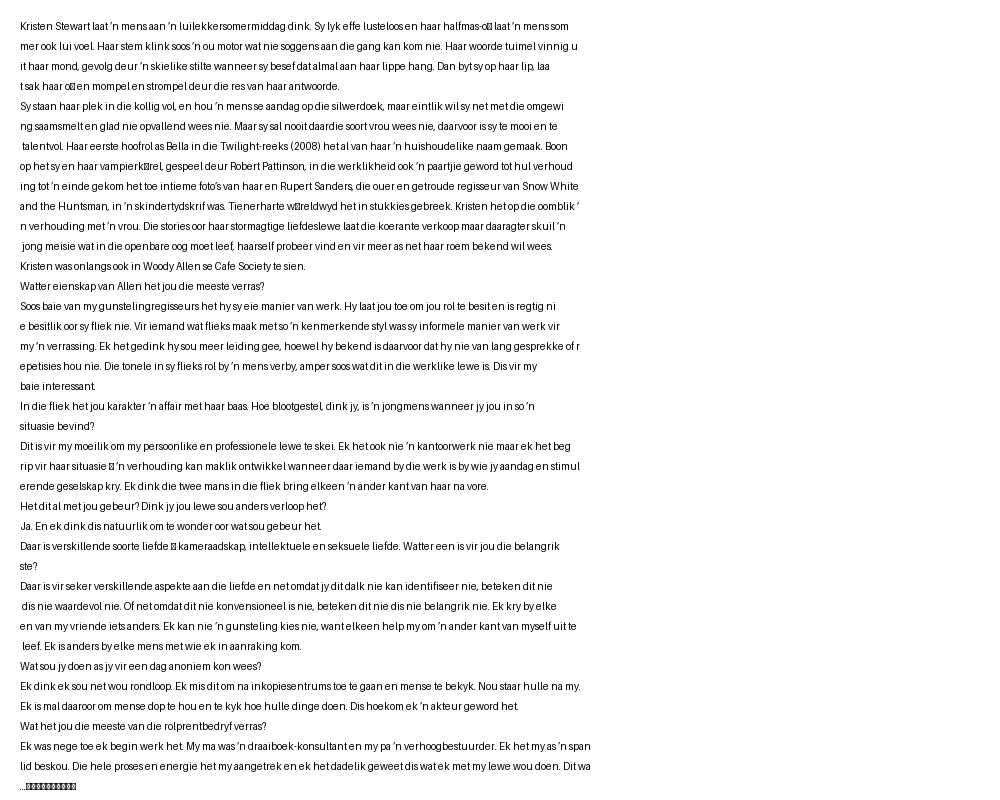 Kristen Stewart laat ’n mens aan ’n luilekkersomermiddag dink. Sy lyk effe lusteloos en haar halfmas-o laat ’n mens som
mer ook lui voel. Haar stem klink soos ’n ou motor wat nie soggens aan die gang kan kom nie. Haar woorde tuimel vinnig u
it haar mond, gevolg deur ’n skielike stilte wanneer sy besef dat almal aan haar lippe hang. Dan byt sy op haar lip, laa
t sak haar o en mompel en strompel deur die res van haar antwoorde.
Sy staan haar plek in die kollig vol, en hou ’n mens se aandag op die silwerdoek, maar eintlik wil sy net met die omgewi
ng saamsmelt en glad nie opvallend wees nie. Maar sy sal nooit daardie soort vrou wees nie, daarvoor is sy te mooi en te
talentvol. Haar eerste hoofrol as Bella in die Twilight-reeks (2008) het al van haar ’n huishoudelike naam gemaak. Boon
op het sy en haar vampierk rel, gespeel deur Robert Pattinson, in die werklikheid ook ’n paartjie geword tot hul verhoud
ing tot ’n einde gekom het toe intieme foto’s van haar en Rupert Sanders, die ouer en getroude regisseur van Snow White
and the Huntsman, in ’n skindertydskrif was. Tienerharte w reldwyd het in stukkies gebreek. Kristen het op die oomblik ’
n verhouding met ’n vrou. Die stories oor haar stormagtige liefdeslewe laat die koerante verkoop maar daaragter skuil ’n
jong meisie wat in die openbare oog moet leef, haarself probeer vind en vir meer as net haar roem bekend wil wees.
Kristen was onlangs ook in Woody Allen se Cafe Society te sien.
Watter eienskap van Allen het jou die meeste verras?
Soos baie van my gunstelingregisseurs het hy sy eie manier van werk. Hy laat jou toe om jou rol te besit en is regtig ni
e besitlik oor sy fliek nie. Vir iemand wat flieks maak met so ’n kenmerkende styl was sy informele manier van werk vir
my ’n verrassing. Ek het gedink hy sou meer leiding gee, hoewel hy bekend is daarvoor dat hy nie van lang gesprekke of r
epetisies hou nie. Die tonele in sy flieks rol by ’n mens verby, amper soos wat dit in die werklike lewe is. Dis vir my
baie interessant.
In die fliek het jou karakter ’n affair met haar baas. Hoe blootgestel, dink jy, is ’n jongmens wanneer jy jou in so ’n
situasie bevind?
Dit is vir my moeilik om my persoonlike en professionele lewe te skei. Ek het ook nie ’n kantoorwerk nie maar ek het beg
rip vir haar situasie ’n verhouding kan maklik ontwikkel wanneer daar iemand by die werk is by wie jy aandag en stimul
erende geselskap kry. Ek dink die twee mans in die fliek bring elkeen ’n ander kant van haar na vore.
Het dit al met jou gebeur? Dink jy jou lewe sou anders verloop het?
Ja. En ek dink dis natuurlik om te wonder oor wat sou gebeur het.
Daar is verskillende soorte liefde kameraadskap, intellektuele en seksuele liefde. Watter een is vir jou die belangrik
ste?
Daar is vir seker verskillende aspekte aan die liefde en net omdat jy dit dalk nie kan identifiseer nie, beteken dit nie
dis nie waardevol nie. Of net omdat dit nie konvensioneel is nie, beteken dit nie dis nie belangrik nie. Ek kry by elke
en van my vriende iets anders. Ek kan nie ’n gunsteling kies nie, want elkeen help my om ’n ander kant van myself uit te
leef. Ek is anders by elke mens met wie ek in aanraking kom.
Wat sou jy doen as jy vir een dag anoniem kon wees?
Ek dink ek sou net wou rondloop. Ek mis dit om na inkopiesentrums toe te gaan en mense te bekyk. Nou staar hulle na my.
Ek is mal daaroor om mense dop te hou en te kyk hoe hulle dinge doen. Dis hoekom ek ’n akteur geword het.
Wat het jou die meeste van die rolprentbedryf verras?
Ek was nege toe ek begin werk het. My ma was ’n draaiboek-konsultant en my pa ’n verhoogbestuurder. Ek het my as ’n span
lid beskou. Die hele proses en energie het my aangetrek en ek het dadelik geweet dis wat ek met my lewe wou doen. Dit wa
...